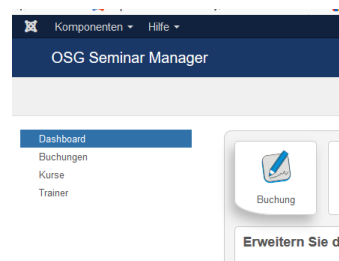 Komponenten Hilfe
OSG Seminar Manager
Dashboard
Buchungen
Kurse
Trainer
Buchung
Erweitern Sie d